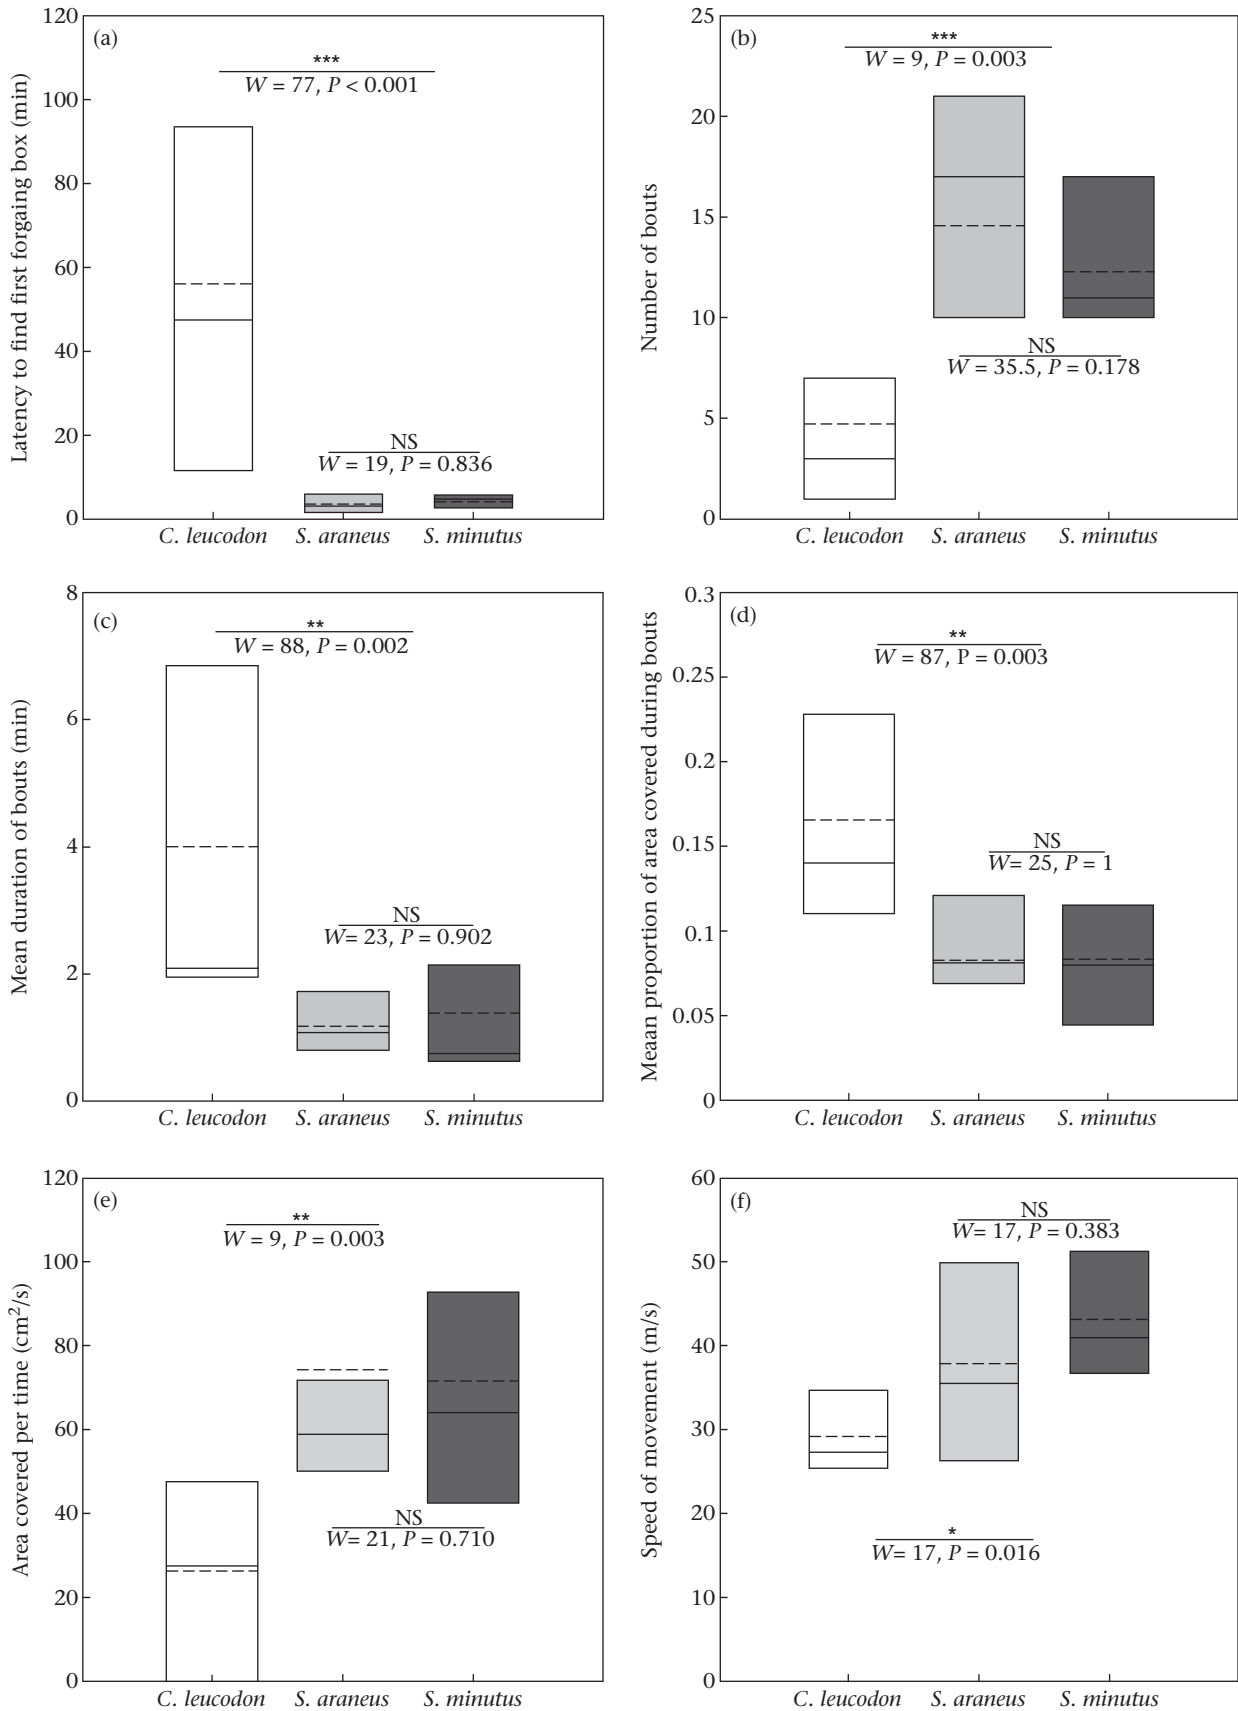 (a)
Latency to find first forgaing box (min)
120
100
80
60
40
20
0
***
W = 77, P < 0.001
NS
W = 19, P = 0.836
C. leucodon
S. araneus
S. minutus
(b)
Number of bouts
25
20
15
10
5
0
***
W = 9, P = 0.003
NS
W = 35.5, P = 0.178
C. leucodon
S. araneus
S. minutus
(c)
Mean duration of bouts (min)
8
6
4
2
0
**
W = 88, P = 0.002
NS
W= 23, P = 0.902
C. leucodon
S. araneus
S. minutus
(d)
Meaan proportion of area covered during bouts
0.3
0.25
0.2
0.15
0.1
0.05
0
**
W = 87, P = 0.003
NS
W= 25, P = 1
C. leucodon
S. araneus
S. minutus
(e)
Area covered per time (cm²/s)
120
100
80
60
40
20
0
**
W = 9, P = 0.003
NS
W= 21, P = 0.710
C. leucodon
S. araneus
S. minutus
(f)
Speed of movement (m/s)
60
50
40
30
20
10
0
NS
W= 17, P = 0.383
*
W= 17, P = 0.016
C. leucodon
S. araneus
S. minutus